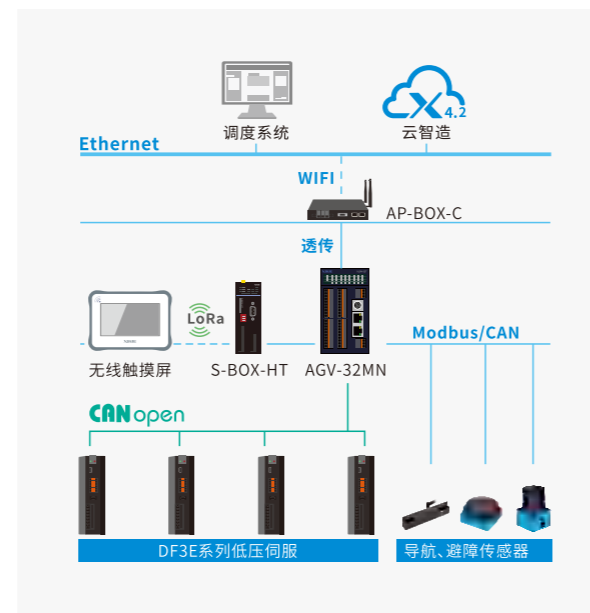 调度系统
X 4.2
云智造
Ethernet
WIFI
AP-BOX-C
透传
LoRa
Modbus/CAN
无线触摸屏
S-BOX-HT
AGV-32MN
CANopen
DF3E系列低压伺服
导航、避障传感器